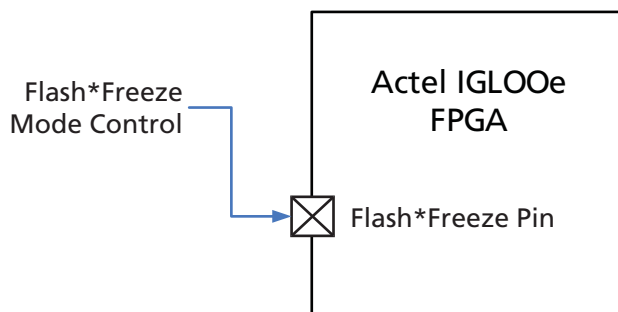 Flash*Freeze
Mode Control
Actel IGLOOe
FPGA
Flash*Freeze Pin